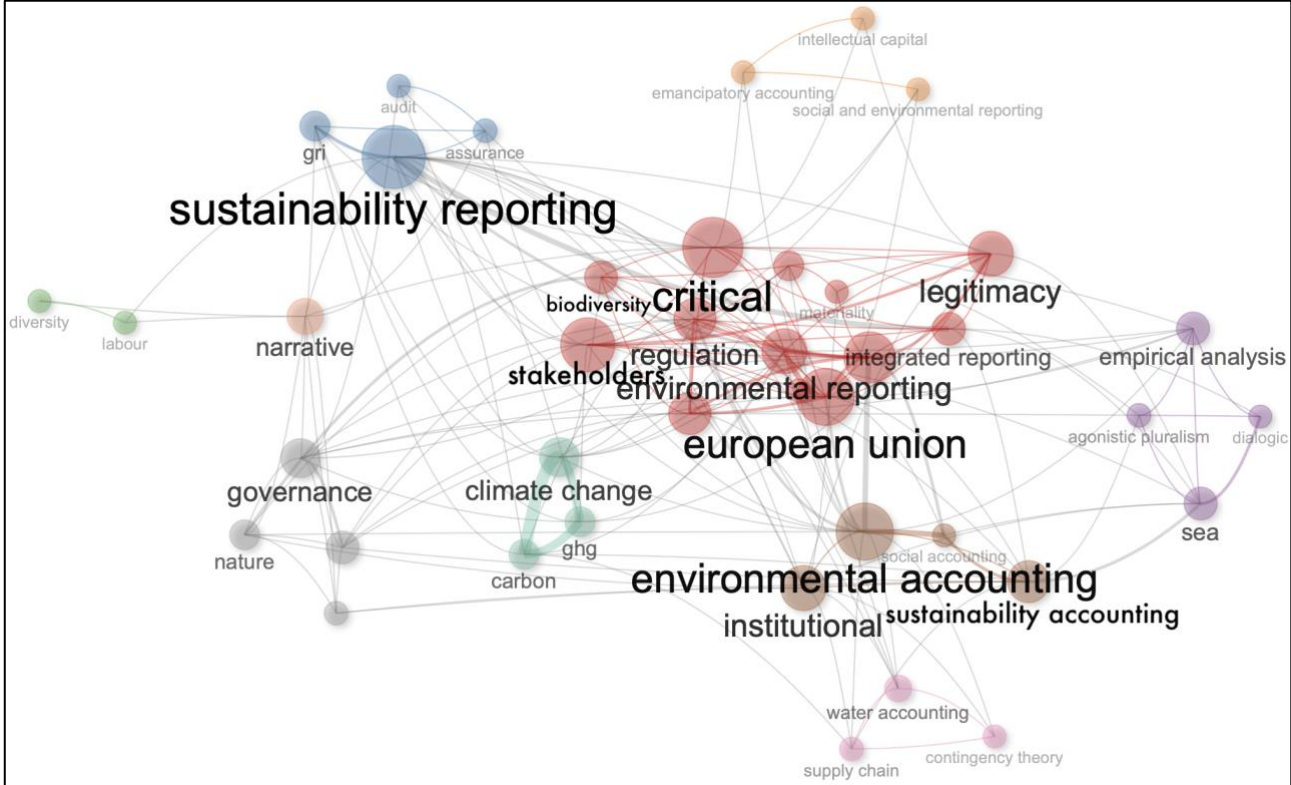 intellectual capital
emancipatory accounting
social and environmental reporting
audit
gri
assurance
sustainability reporting
biodiversity
critical
materiality
legitimacy
diversity
labour
narrative
regulation
integrated reporting
empirical analysis
stakeholders
environmental reporting
european union
agonistic pluralism
dialogic
governance
climate change
nature
ghg
carbon
social accounting
sea
environmental accounting
institutional
sustainability accounting
water accounting
supply chain
contingency theory